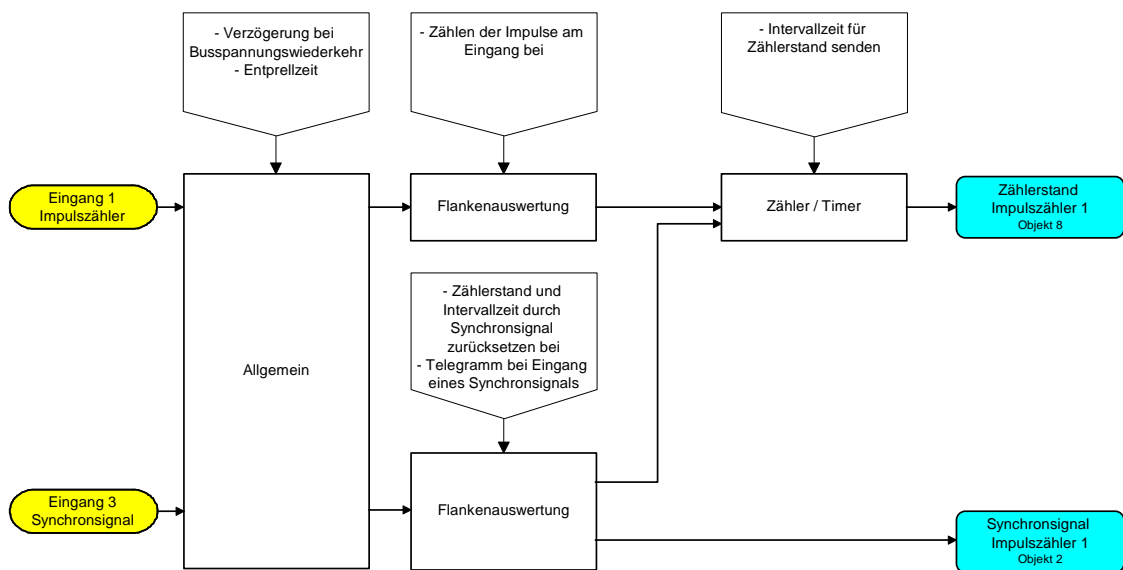 - Verzögerung bei
Busspannungswiederkehr
- Entprellzeit
- Zählen der Impulse am
Eingang bei
- Intervallzeit für
Zählerstand senden
Eingang 1
Impulszähler
Flankenauswertung
Zähler / Timer
Zählerstand
Impulszähler 1
Objekt 8
- Zählerstand und
Intervallzeit durch
Synchronsignal
zurücksetzen bei
- Telegramm bei Eingang
eines Synchronsignals
Allgemein
Eingang 3
Synchronsignal
Flankenauswertung
Synchronsignal
Impulszähler 1
Objekt 2